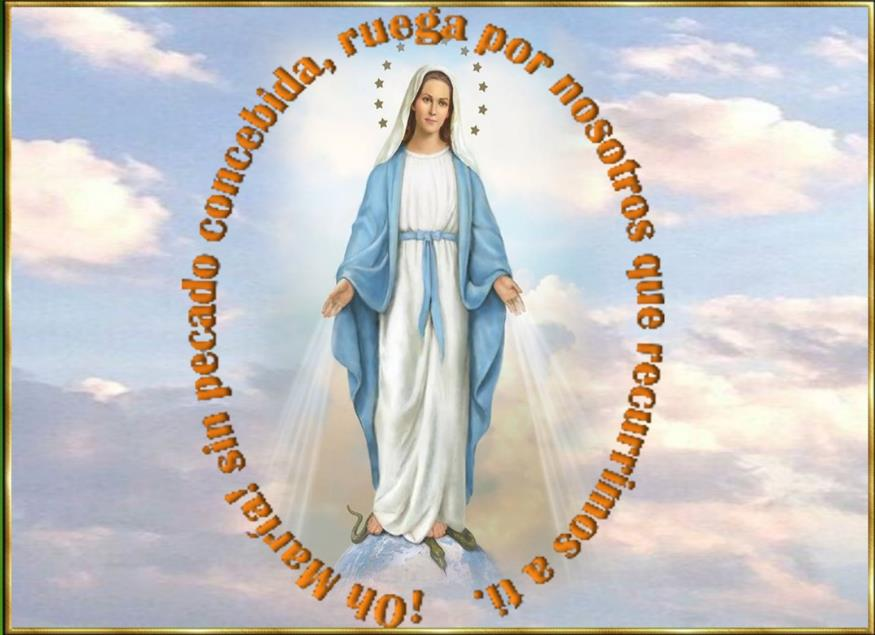 ¡Oh María! sin pecado concebida, ruega por nosotros que recurrimos a ti.